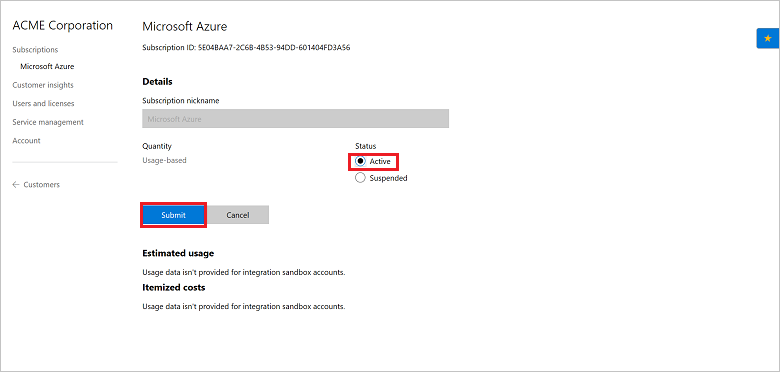 ACME Corporation
Subscriptions
Microsoft Azure
Customer insights
Users and licenses
Service management
Account
Customers
Microsoft Azure
Subscription ID: 5E04BAA7-2C6B-4B53-94DD-601404FD3A56
Details
Subscription nickname
Microsoft Azure
Quantity
Usage-based
Status
Active
Suspended
Submit
Cancel
Estimated usage
Usage data isn't provided for integration sandbox accounts.
Itemized costs
Usage data isn't provided for integration sandbox accounts.